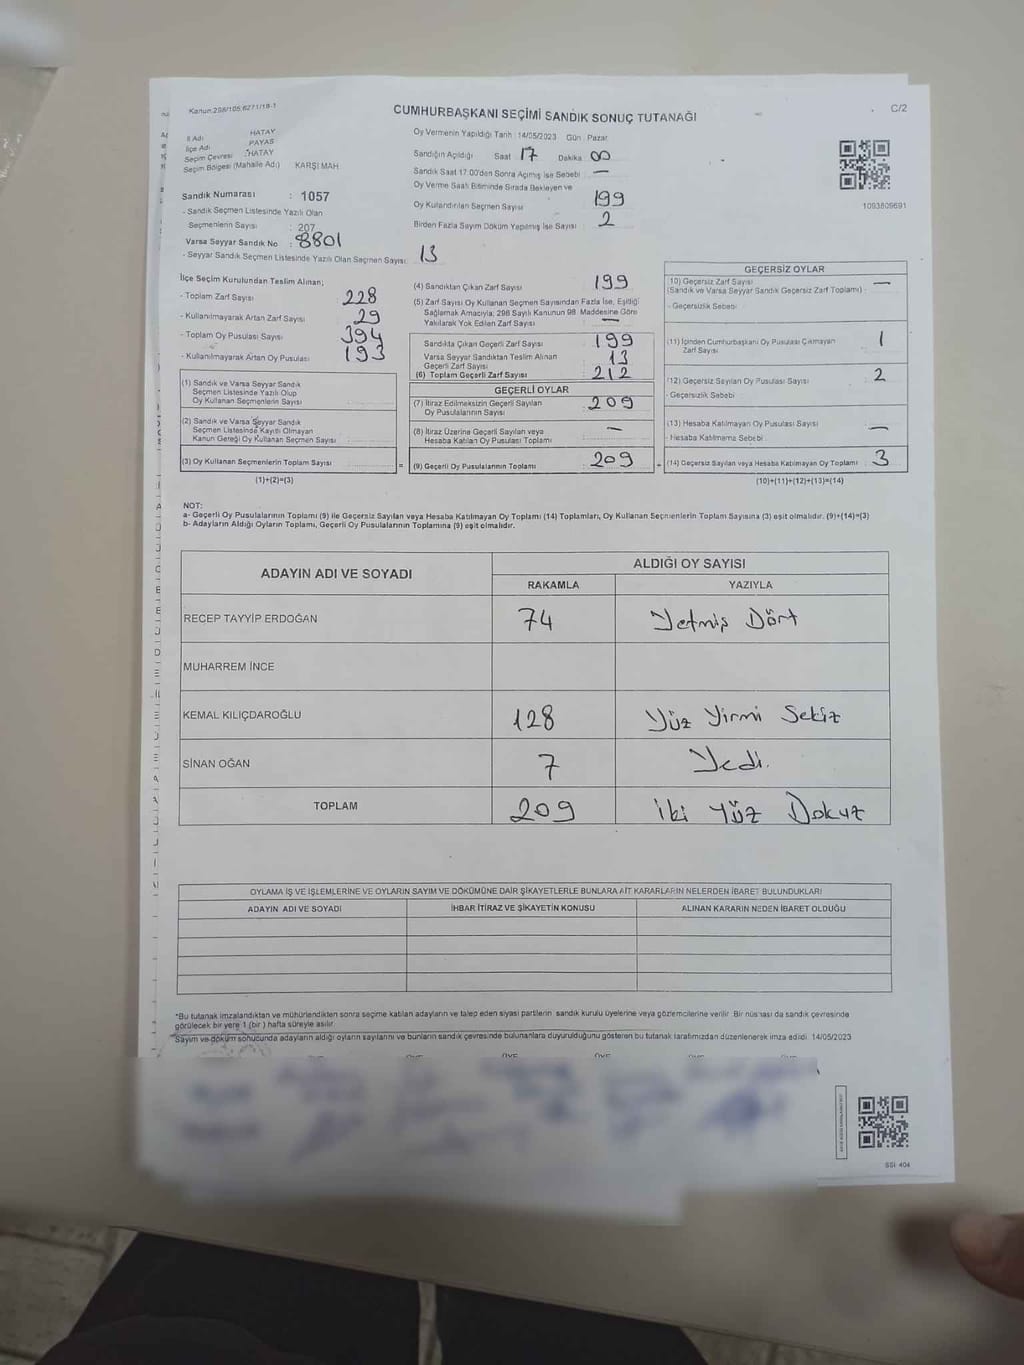 Kanun:298/105;6271/18-1
CUMHURBAŞKANI SEÇİMİ SANDIK SONUÇ TUTANAĞI
C/2
İl Adı HATAY
İlçe Adı PAYAS
Seçim Çevresi :HATAY
Seçim Bölgesi (Mahalle Adı) KARŞI MAH.
Sandık Numarası : 1057
- Sandık Seçmen Listesinde Yazılı Olan
Seçmenlerin Sayısı : 207
Varsa Seyyar Sandık No : 8801
- Seyyar Sandık Seçmen Listesinde Yazılı Olan Seçmen Sayısı: 13
Oy Vermenin Yapıldığı Tarih : 14/05/2023 Gün : Pazar
Sandığın Açıldığı Saat 17 Dakika : 00
Sandık Saat 17.00'den Sonra Açılmış İse Sebebi : —
Oy Verme Saati Bitiminde Sırada Bekleyen ve
Oy Kullandırılan Seçmen Sayısı 199
Birden Fazla Sayım Döküm Yapılmış İse Sayısı : 2
1093809691
İlçe Seçim Kurulundan Teslim Alınan;
- Toplam Zarf Sayısı 228
- Kullanılmayarak Artan Zarf Sayısı 29
- Toplam Oy Pusulası Sayısı 394
- Kullanılmayarak Artan Oy Pusulası 193
(1) Sandık ve Varsa Seyyar Sandık
Seçmen Listesinde Yazılı Olup
Oy Kullanan Seçmenlerin Sayısı
(2) Sandık ve Varsa Seyyar Sandık
Seçmen Listesinde Kayıtlı Olmayan
Kanun Gereği Oy Kullanan Seçmen Sayısı
(3) Oy Kullanan Seçmenlerin Toplam Sayısı =
(1)+(2)=(3)
(4) Sandıktan Çıkan Zarf Sayısı 199
(5) Zarf Sayısı Oy Kullanan Seçmen Sayısından Fazla İse, Eşitliği
Sağlamak Amacıyla, 298 Sayılı Kanunun 98. Maddesine Göre
Yakılarak Yok Edilen Zarf Sayısı : —
Sandıkta Çıkan Geçerli Zarf Sayısı 199
Varsa Seyyar Sandıktan Teslim Alınan
Geçerli Zarf Sayısı 13
(6) Toplam Geçerli Zarf Sayısı 212
GEÇERLİ OYLAR
(7) İtiraz Edilmeksizin Geçerli Sayılan
Oy Pusulalarının Sayısı 209
(8) İtiraz Üzerine Geçerli Sayılan veya
Hesaba Katılan Oy Pusulası Toplamı —
(9) Geçerli Oy Pusulalarının Toplamı 209
GEÇERSİZ OYLAR
10) Geçersiz Zarf Sayısı
(Sandık ve Varsa Seyyar Sandık Geçersiz Zarf Toplamı) : —
- Geçersizlik Sebebi :
(11) İçinden Cumhurbaşkanı Oy Pusulası Çıkmayan
Zarf Sayısı 1
(12) Geçersiz Sayılan Oy Pusulası Sayısı 2
- Geçersizlik Sebebi :
(13) Hesaba Katılmayan Oy Pusulası Sayısı —
- Hesaba Katılmama Sebebi :
(14) Geçersiz Sayılan veya Hesaba Katılmayan Oy Toplamı : 3
(10)+(11)+(12)+(13)=(14)
NOT:
a- Geçerli Oy Pusulalarının Toplamı (9) ile Geçersiz Sayılan veya Hesaba Katılmayan Oy Toplamı (14) Toplamları, Oy Kullanan Seçmenlerin Toplam Sayısına (3) eşit olmalıdır. (9)+(14)=(3)
b- Adayların Aldığı Oyların Toplamı, Geçerli Oy Pusulalarının Toplamına (9) eşit olmalıdır.
ADAYIN ADI VE SOYADI
ALDIĞI OY SAYISI
RAKAMLA YAZIYLA
RECEP TAYYİP ERDOĞAN 74 Yetmiş Dört
MUHARREM İNCE
KEMAL KILIÇDAROĞLU 128 Yüz Yirmi Sekiz
SİNAN OĞAN 7 Yedi.
TOPLAM 209 İki Yüz Dokuz
OYLAMA İŞ VE İŞLEMLERİNE VE OYLARIN SAYIM VE DÖKÜMÜNE DAİR ŞİKAYETLERLE BUNLARA AİT KARARLARIN NELERDEN İBARET BULUNDUKLARI
ADAYIN ADI VE SOYADI İHBAR İTİRAZ VE ŞİKAYETİN KONUSU ALINAN KARARIN NEDEN İBARET OLDUĞU
*Bu tutanak imzalandıktan ve mühürlendikten sonra seçime katılan adayların ve talep eden siyasi partilerin sandık kurulu üyelerine veya gözlemcilerine verilir. Bir nüshası da sandık çevresinde
görülecek bir yere 1 (bir ) hafta süreyle asılır.
*Sayım ve döküm sonucunda adayların aldığı oyların sayılarını ve bunların sandık çevresinde bulunanlara duyurulduğunu gösteren bu tutanak tarafımızdan düzenlenerek imza edildi. 14/05/2023
SSI 404